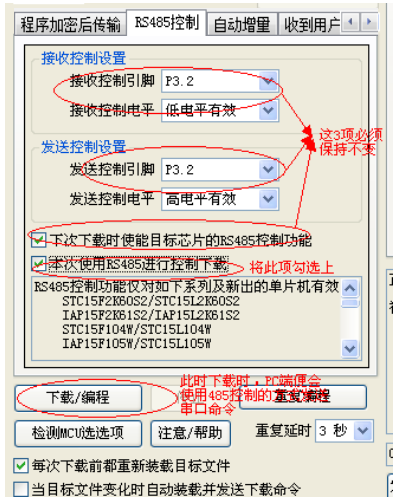 程序加密后传输 RS485控制 自动增量 收到用户
接收控制设置
接收控制引脚 P3.2
接收控制电平 低电平有效
这3项必须
保持不变
发送控制设置
发送控制引脚 P3.2
发送控制电平 高电平有效
下次下载时使能目标芯片的RS485控制功能
本次使用RS485进行控制下载 将此项勾选上
RS485控制功能仅对如下系列及新出的单片机有效
STC15F2K60S2/STC15L2K60S2
IAP15F2K61S2/IAP15L2K61S2
STC15F104W/STC15L104W
IAP15F105W/STC15L105W
此时下载时，PC端便会
下载/编程 使用485控制的 重复编程
串口命令
检测MCU选选项 注意/帮助 重复延时 3 秒
每次下载前都重新装载目标文件
当目标文件变化时自动装载并发送下载命令